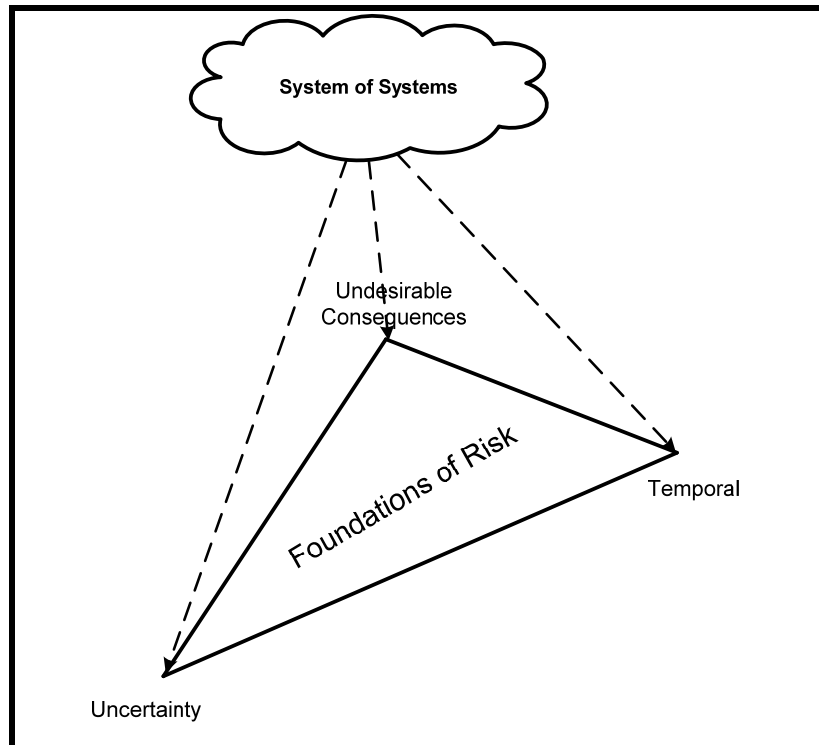 System of Systems
Undesirable
Consequences
Foundations of Risk
Temporal
Uncertainty